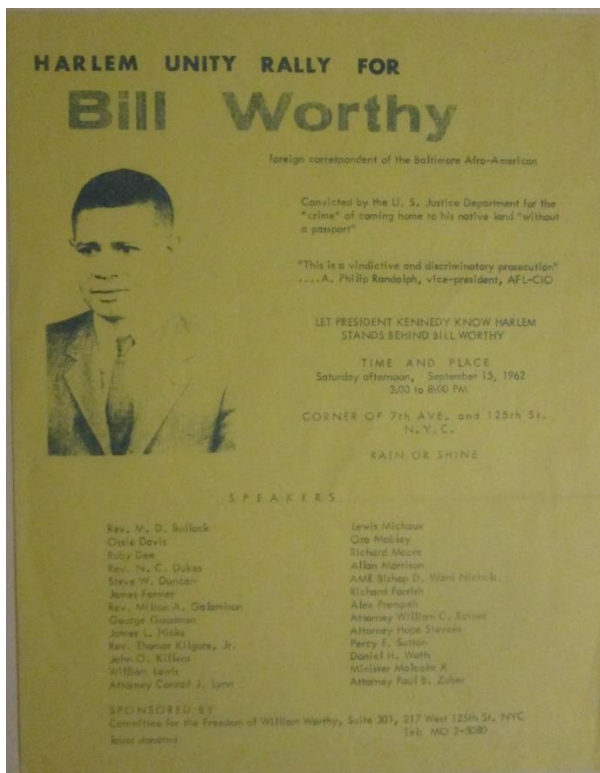 HARLEM UNITY RALLY FOR
Bill Worthy
foreign correspondent of the Baltimore Afro-American
Convicted by the U. S. Justice Department for the
"crime" of coming home to his native land "without
a passport"
"This is a vindictive and discriminatory prosecution"
....A. Philip Randolph, vice-president, AFL-CIO
LET PRESIDENT KENNEDY KNOW HARLEM
STANDS BEHIND BILL WORTHY
TIME AND PLACE
Saturday afternoon, September 15, 1962
3:00 to 8:00 PM
CORNER OF 7th AVE. and 125th St.
N.Y.C.
RAIN OR SHINE
SPEAKERS
Rev. M. D. Bullock
Ossie Davis
Ruby Dee
Rev. N. C. Dukes
Steve W. Duncan
James Farmer
Rev. Milton A. Galamison
George Goodman
James L. Hicks
Rev. Thomas Kilgore, Jr.
John O. Killens
William Lewis
Attorney Conrad J. Lynn
Lewis Michaux
Ora Mobley
Richard Moore
Allan Morrison
AME Bishop D. Ward Nichols
Richard Parrish
Alex Prempeh
Attorney William C.
Attorney Hope Stevens
Percy E. Sutton
Daniel H. Watts
Minister Malcolm X
Attorney Paul B. Zuber
SPONSORED BY
Committee for the Freedom of William Worthy, Suite 301, 217 West 125th St. NYC
Tel: MO 2-5080
labor donated